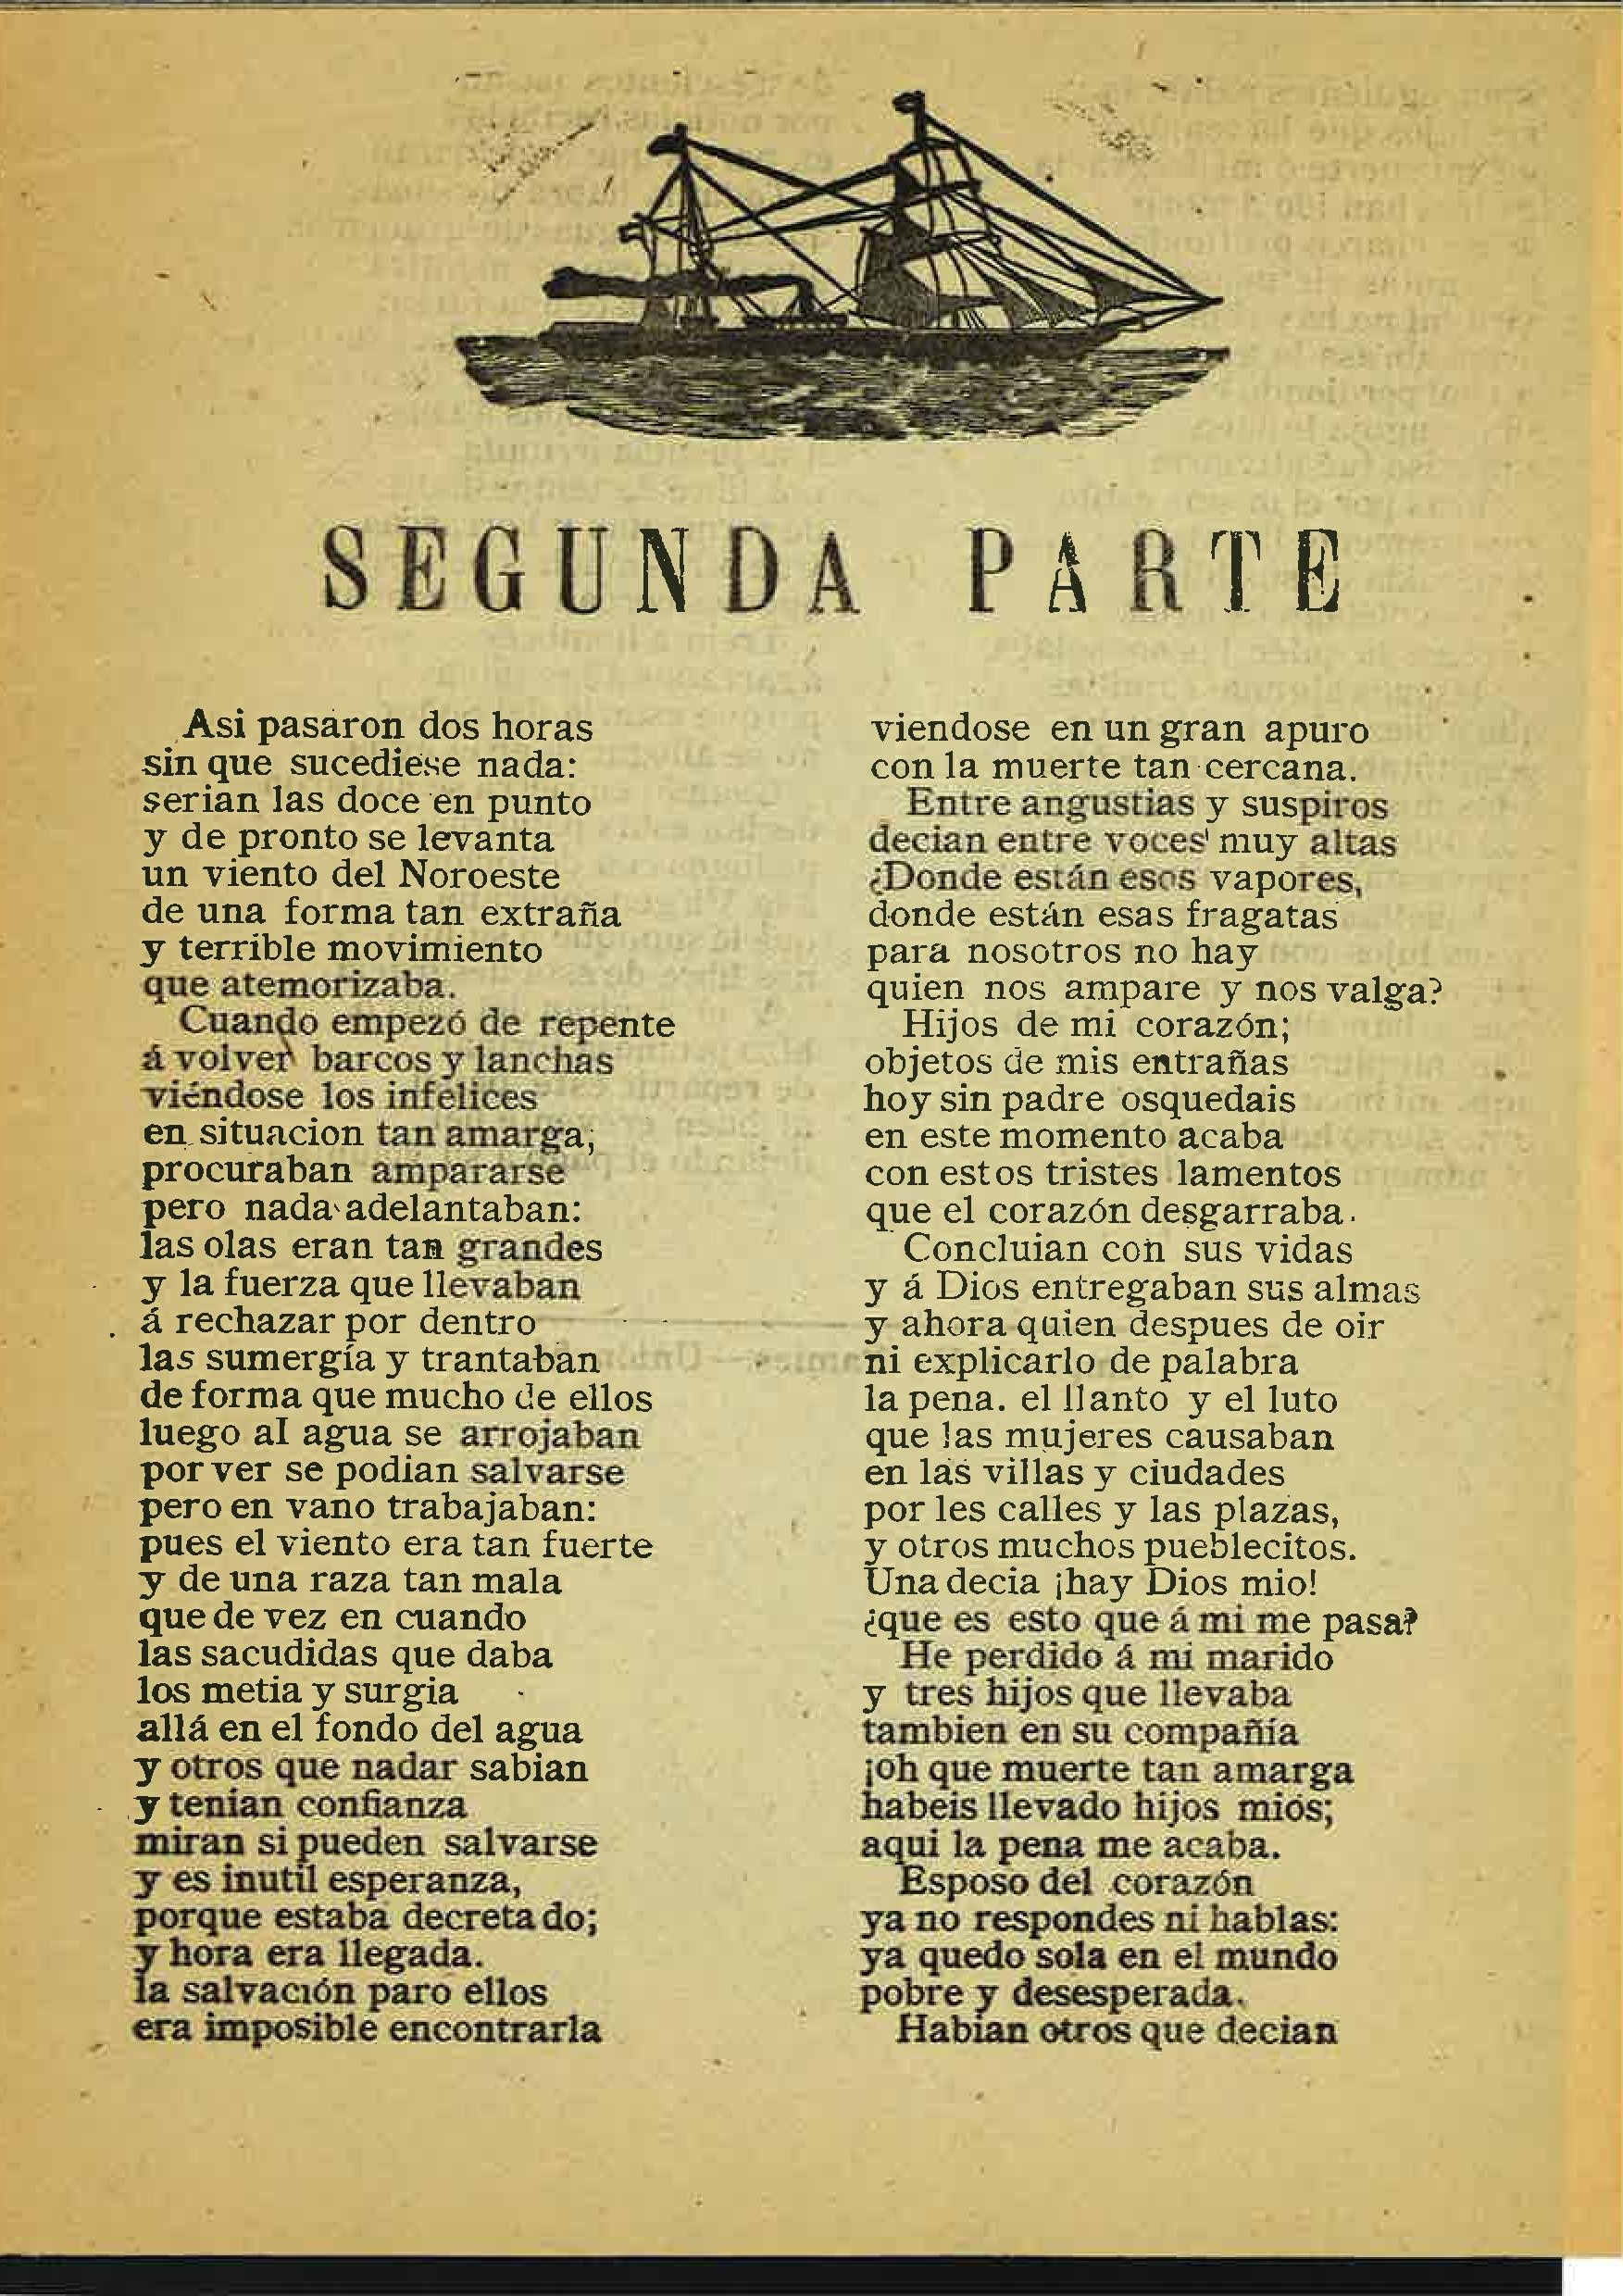 SEGUNDA PARTE
Asi pasaron dos horas
sin que sucediese nada:
serian las doce en punto
y de pronto se levanta
un viento del Noroeste
de una forma tan extraña
y terrible movimiento
que atemorizaba.
Cuando empezó de repente
á volver barcos y lanchas
viéndose los infelices
en situacion tan amarga,
procuraban ampararse
pero nada adelantaban:
las olas eran tan grandes
y la fuerza que llevaban
á rechazar por dentro
las sumergía y trantaban
de forma que mucho de ellos
luego al agua se arrojaban
por ver se podian salvarse
pero en vano trabajaban:
pues el viento era tan fuerte
y de una raza tan mala
que de vez en cuando
las sacudidas que daba
los metia y surgia
allá en el fondo del agua
y otros que nadar sabian
y tenian confianza
miran si pueden salvarse
y es inutil esperanza,
porque estaba decretado;
y hora era llegada.
la salvación paro ellos
era imposible encontrarla
viendose en un gran apuro
con la muerte tan cercana.
Entre angustias y suspiros
decian entre voces muy altas
¿Donde están esos vapores,
donde están esas fragatas
para nosotros no hay
quien nos ampare y nos valga?
Hijos de mi corazón;
objetos de mis entrañas
hoy sin padre osquedais
en este momento acaba
con estos tristes lamentos
que el corazón desgarraba.
Concluian con sus vidas
y á Dios entregaban sus almas
y ahora quien despues de oir
ni explicarlo de palabra
la pena. el llanto y el luto
que las mujeres causaban
en las villas y ciudades
por les calles y las plazas,
y otros muchos pueblecitos.
Una decia ¡hay Dios mio!
¿que es esto que á mi me pasa?
He perdido á mi marido
y tres hijos que llevaba
tambien en su compañía
¡oh que muerte tan amarga
habeis llevado hijos mios;
aqui la pena me acaba.
Esposo del corazón
ya no respondes ni hablas:
ya quedo sola en el mundo
pobre y desesperada.
Habian otros que decian